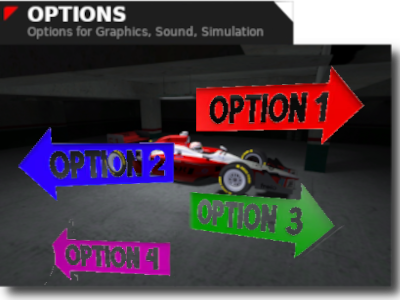 OPTIONS
Options for Graphics, Sound, Simulation
OPTION 1
OPTION 2
OPTION 3
OPTION 4